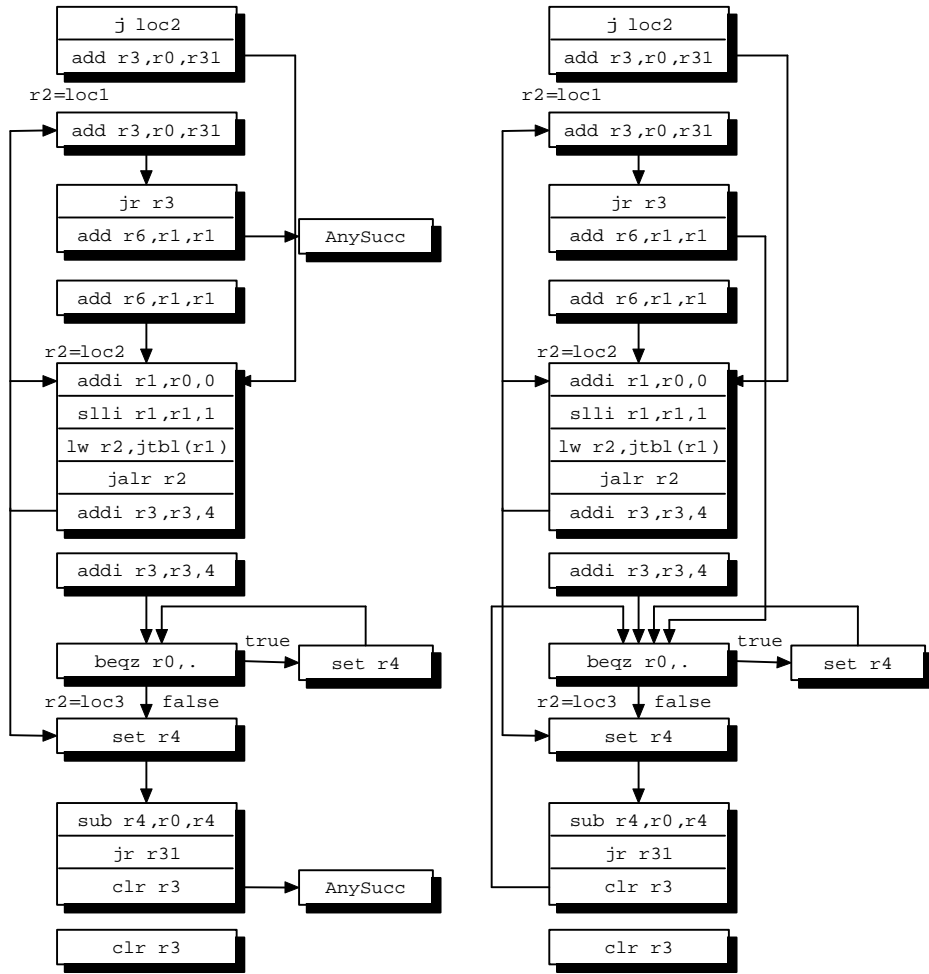 j loc2
add r3,r0,r31
r2=loc1
add r3,r0,r31
jr r3
add r6,r1,r1
AnySucc
add r6,r1,r1
r2=loc2
addi r1,r0,0
slli r1,r1,1
lw r2,jtbl(r1)
jalr r2
addi r3,r3,4
addi r3,r3,4
true
beqz r0,.
set r4
r2=loc3
false
set r4
sub r4,r0,r4
jr r31
clr r3
AnySucc
clr r3
j loc2
add r3,r0,r31
r2=loc1
add r3,r0,r31
jr r3
add r6,r1,r1
add r6,r1,r1
r2=loc2
addi r1,r0,0
slli r1,r1,1
lw r2,jtbl(r1)
jalr r2
addi r3,r3,4
addi r3,r3,4
true
beqz r0,.
set r4
r2=loc3
false
set r4
sub r4,r0,r4
jr r31
clr r3
clr r3